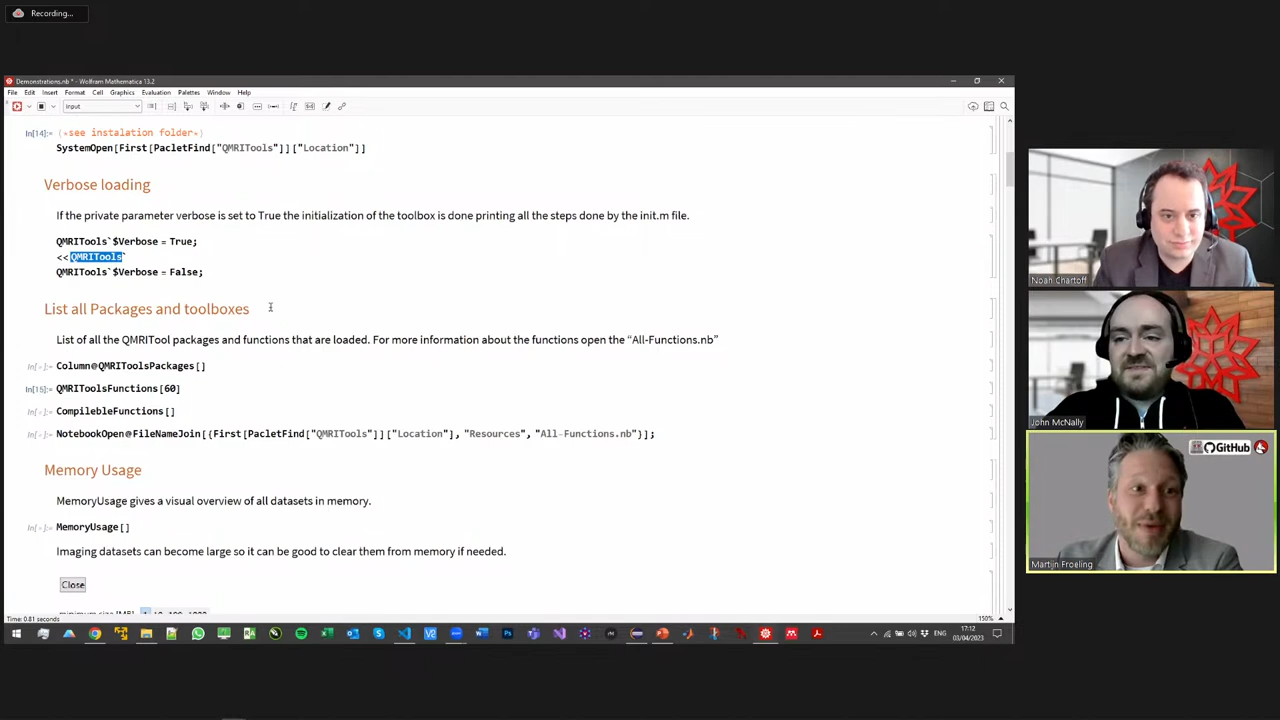 Recording...
Demonstrations.nb * - Wolfram Mathematica 13.2
File Edit Insert Format Cell Graphics Evaluation Palettes Window Help
Input
In[14]:= (*see instalation folder*)
SystemOpen[First[PacletFind["QMRITools"]]["Location"]]
Verbose loading
If the private parameter verbose is set to True the initialization of the toolbox is done printing all the steps done by the init.m file.
QMRITools`$Verbose = True;
<<QMRITools`
QMRITools`$Verbose = False;
List all Packages and toolboxes
List of all the QMRITool packages and functions that are loaded. For more information about the functions open the “All-Functions.nb”
In[∘]:= Column@QMRIToolsPackages[]
In[15]:= QMRIToolsFunctions[60]
In[∘]:= CompilebleFunctions[]
In[∘]:= NotebookOpen@FileNameJoin[{First[PacletFind["QMRITools"]]["Location"], "Resources", "All-Functions.nb"}];
Memory Usage
MemoryUsage gives a visual overview of all datasets in memory.
In[∘]:= MemoryUsage[]
Imaging datasets can become large so it can be good to clear them from memory if needed.
Close
Time: 0.81 seconds
150%
ENG
17:12
03/04/2023
Noah Chartoff
John McNally
GitHub
Martijn Froeling